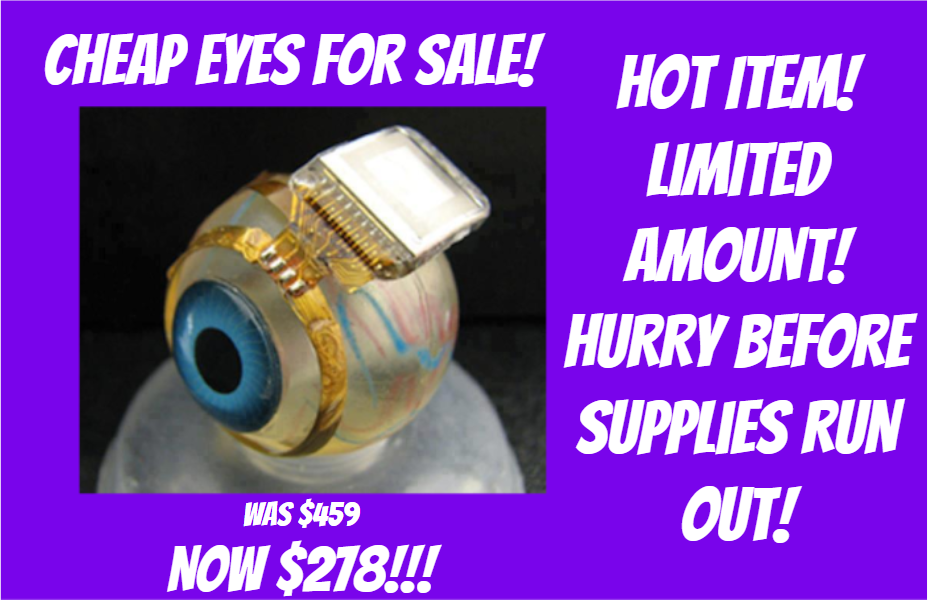 CHEAP EYES FOR SALE!
HOT ITEM!
LIMITED
AMOUNT!
HURRY BEFORE
SUPPLIES RUN
OUT!
WAS $459
NOW $278!!!